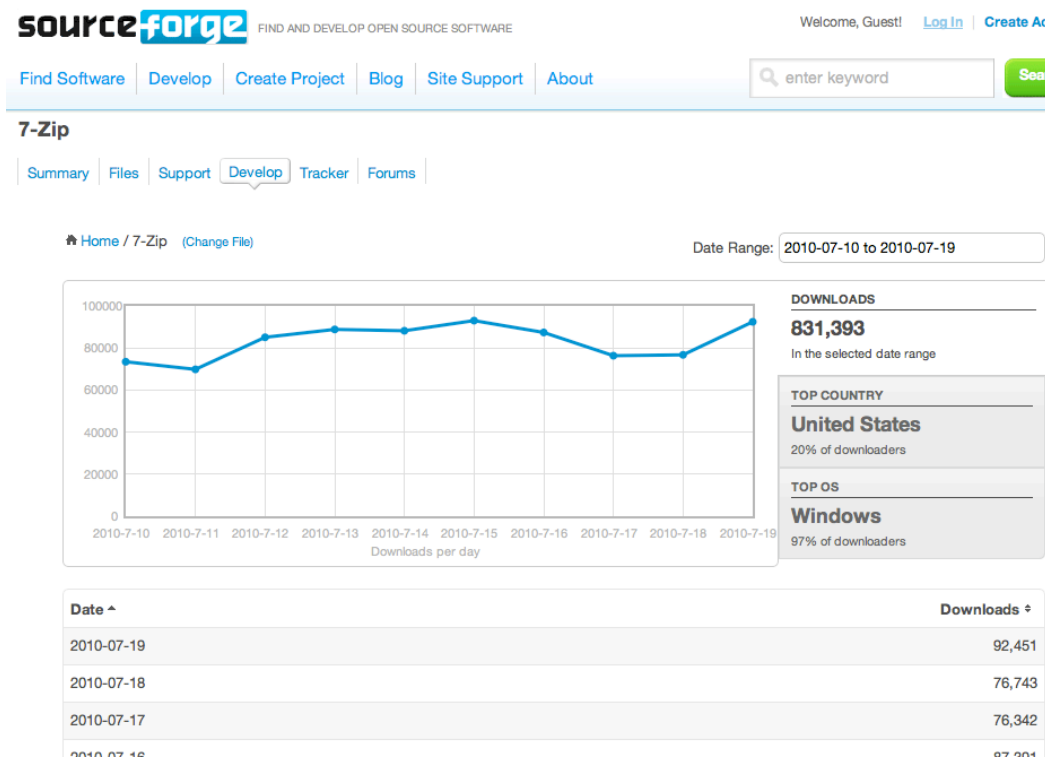 sourceforge FIND AND DEVELOP OPEN SOURCE SOFTWARE
Welcome, Guest! Log In Create
Find Software Develop Create Project Blog Site Support About
enter keyword
7-Zip
Summary Files Support Develop Tracker Forums
Home / 7-Zip (Change File)
Date Range: 2010-07-10 to 2010-07-19
100000
80000
60000
40000
20000
0
2010-7-10 2010-7-11 2010-7-12 2010-7-13 2010-7-14 2010-7-15 2010-7-16 2010-7-17 2010-7-18 2010-7-19
Downloads per day
DOWNLOADS
831,393
In the selected date range
TOP COUNTRY
United States
20% of downloaders
TOP OS
Windows
97% of downloaders
Date Downloads
2010-07-19 92,451
2010-07-18 76,743
2010-07-17 76,342